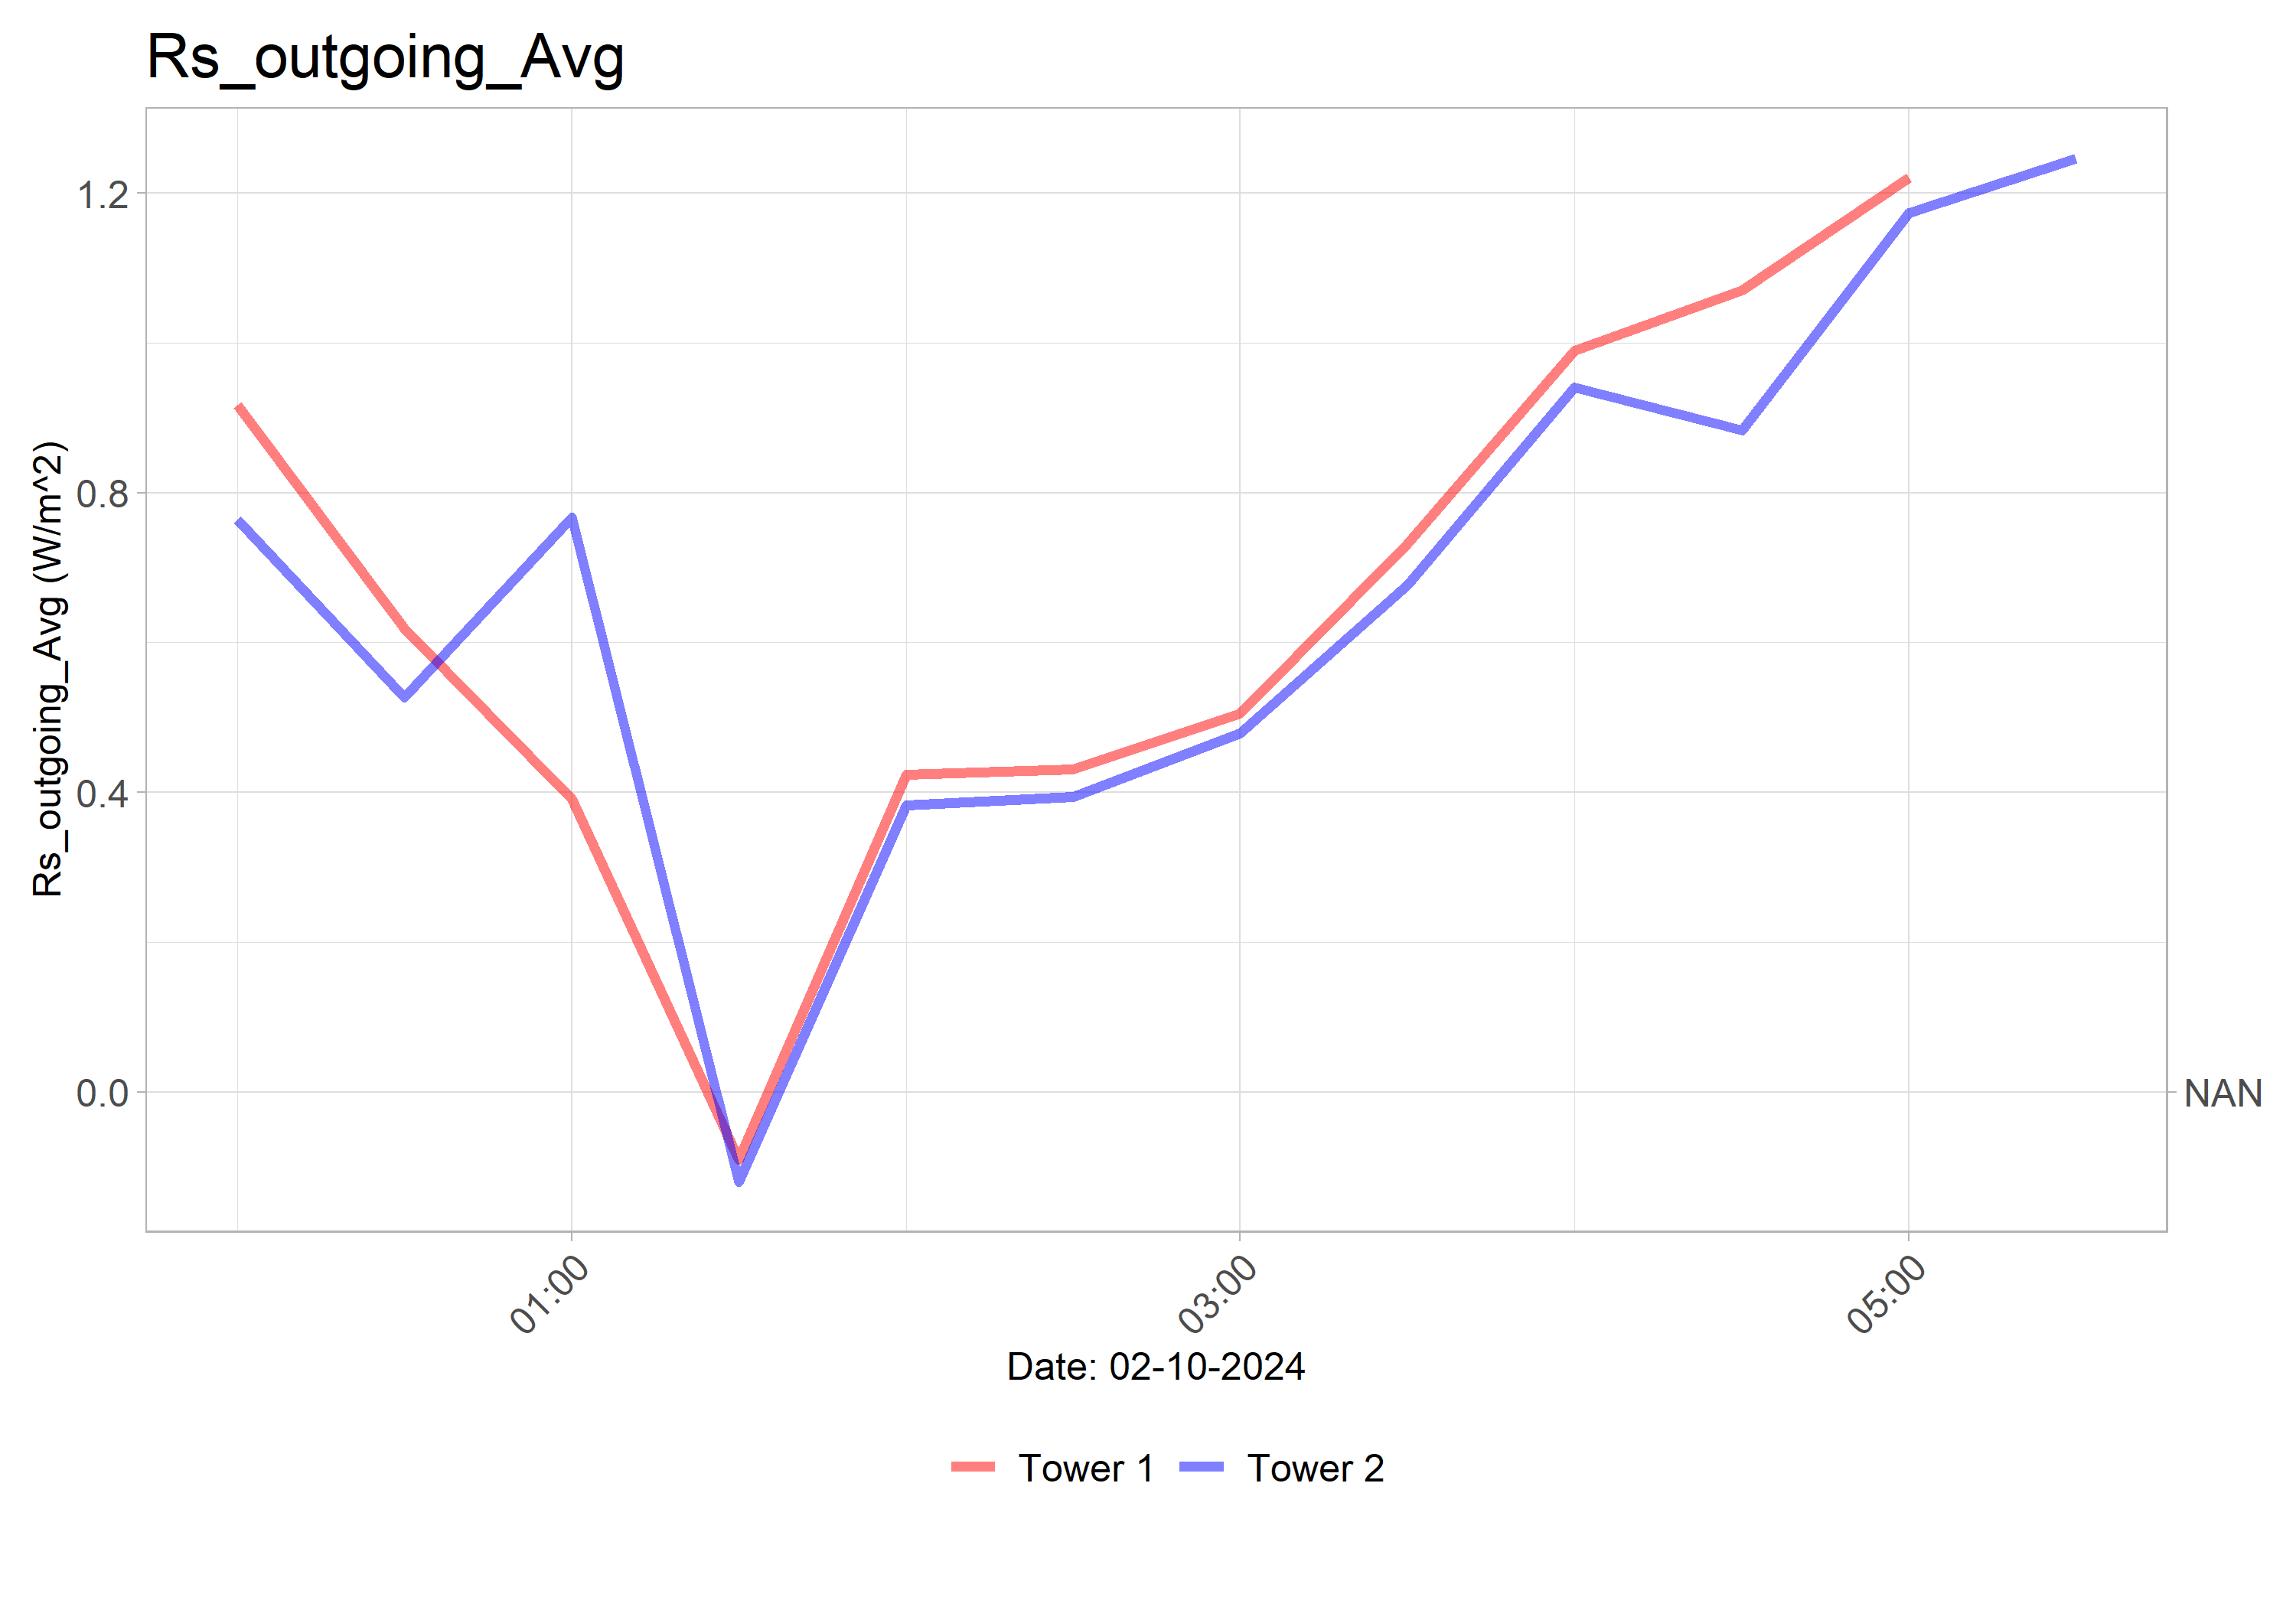 Rs_outgoing_Avg
Rs_outgoing_Avg (W/m^2)
1.2
0.8
0.4
0.0
NAN
01:00
03:00
05:00
Date: 02-10-2024
Tower 1
Tower 2